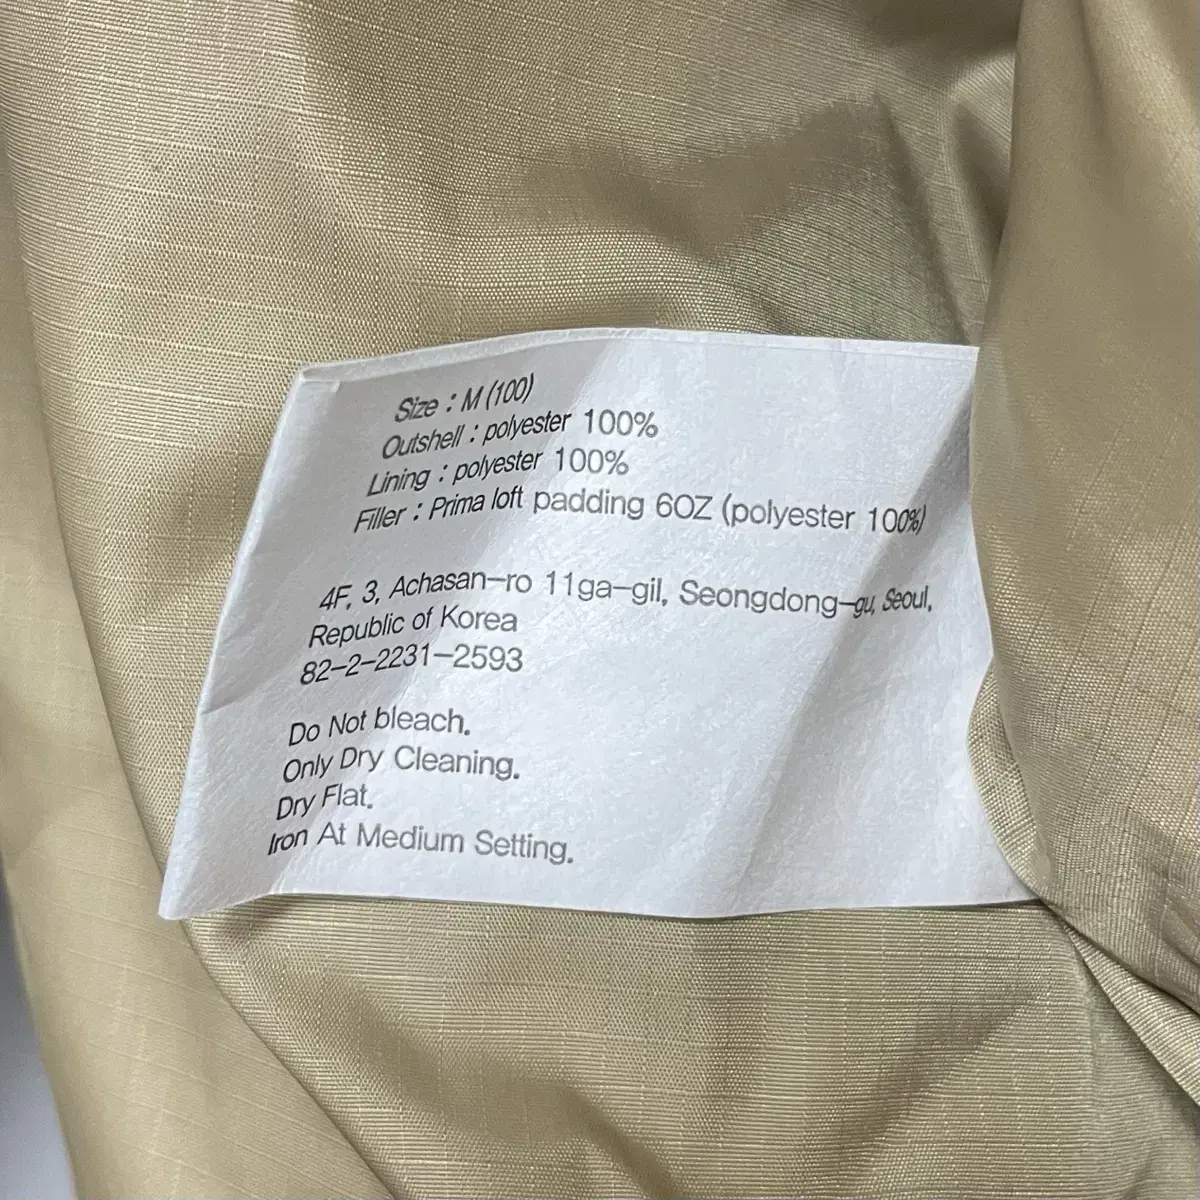 Size : M (100)
Outshell : polyester 100%
Lining : polyester 100%
Filler : Prima loft padding 6OZ (polyester 100%)
4F, 3, Achasan-ro 11ga-gil, Seongdong-gu, Seoul,
Republic of Korea
82-2-2231-2593
Do Not bleach.
Only Dry Cleaning.
Dry Flat.
Iron At Medium Setting.